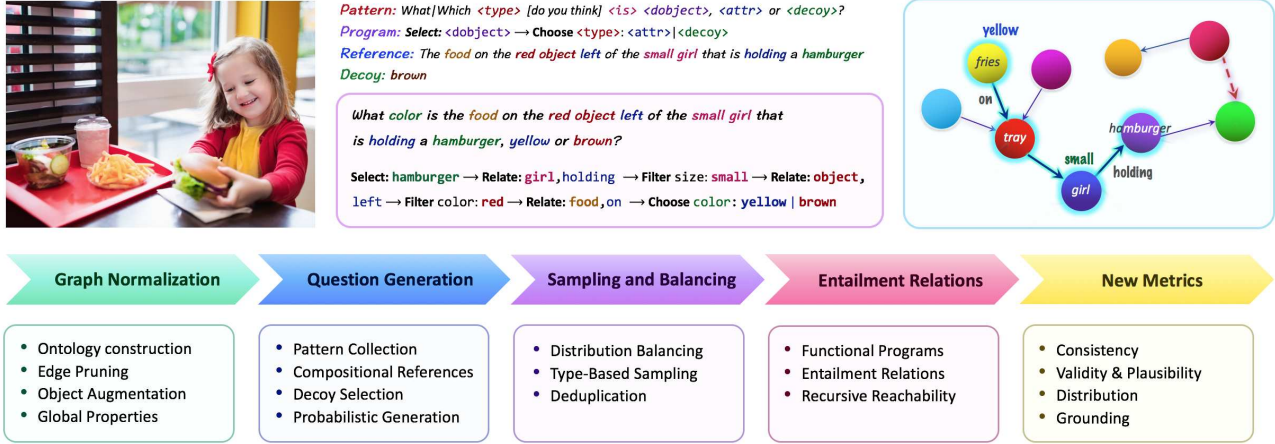 Pattern: What|Which <type> [do you think] <is> <dobject>, <attr> or <decoy>?
Program: Select: <dobject> → Choose <type>: <attr>|<decoy>
Reference: The food on the red object left of the small girl that is holding a hamburger
Decoy: brown
What color is the food on the red object left of the small girl that
is holding a hamburger, yellow or brown?
Select: hamburger → Relate: girl,holding → Filter size: small → Relate: object,
left → Filter color: red → Relate: food,on → Choose color: yellow | brown
yellow
fries
on
tray
small
girl
hamburger
holding
Graph Normalization
Ontology construction
Edge Pruning
Object Augmentation
Global Properties
Question Generation
Pattern Collection
Compositional References
Decoy Selection
Probabilistic Generation
Sampling and Balancing
Distribution Balancing
Type-Based Sampling
Deduplication
Entailment Relations
Functional Programs
Entailment Relations
Recursive Reachability
New Metrics
Consistency
Validity & Plausibility
Distribution
Grounding